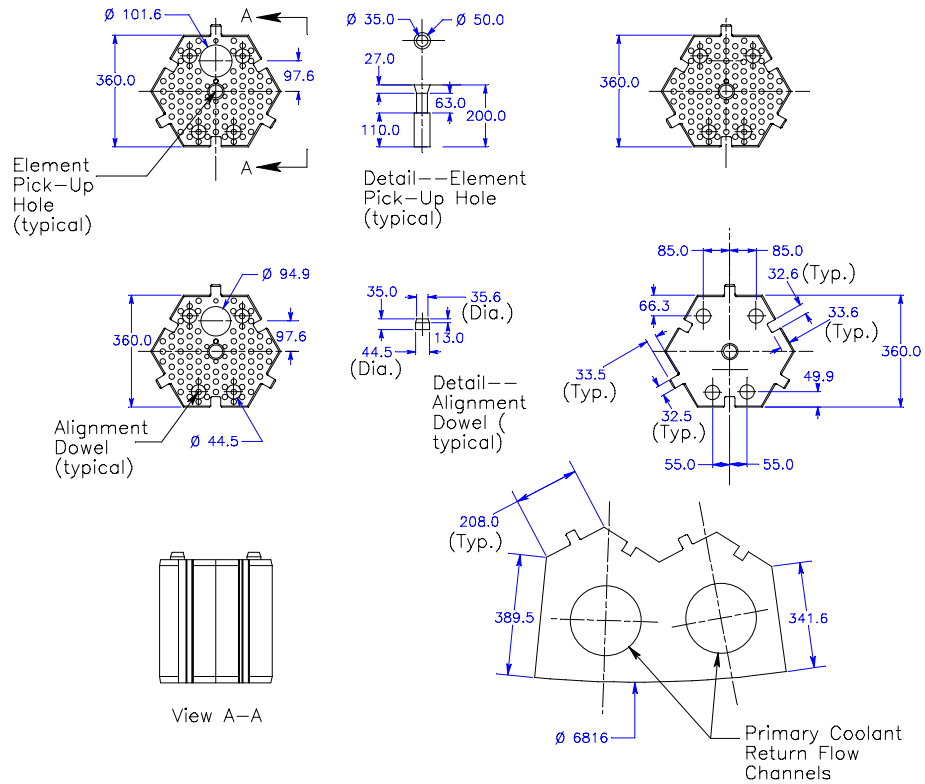 Ø 101.6
A
360.0
97.6
A
Element
Pick-Up
Hole
(typical)
Ø 35.0
Ø 50.0
27.0
63.0
200.0
110.0
Detail--Element
Pick-Up Hole
(typical)
360.0
Ø 94.9
360.0
97.6
Alignment
Dowel
(typical)
Ø 44.5
35.0
35.6
(Dia.)
13.0
44.5
(Dia.)
Detail--
Alignment
Dowel (
typical)
85.0
85.0
32.6
(Typ.)
66.3
33.6
(Typ.)
360.0
33.5
(Typ.)
49.9
32.5
(Typ.)
55.0
55.0
View A-A
208.0
(Typ.)
389.5
341.6
Ø 6816
Primary Coolant
Return Flow
Channels